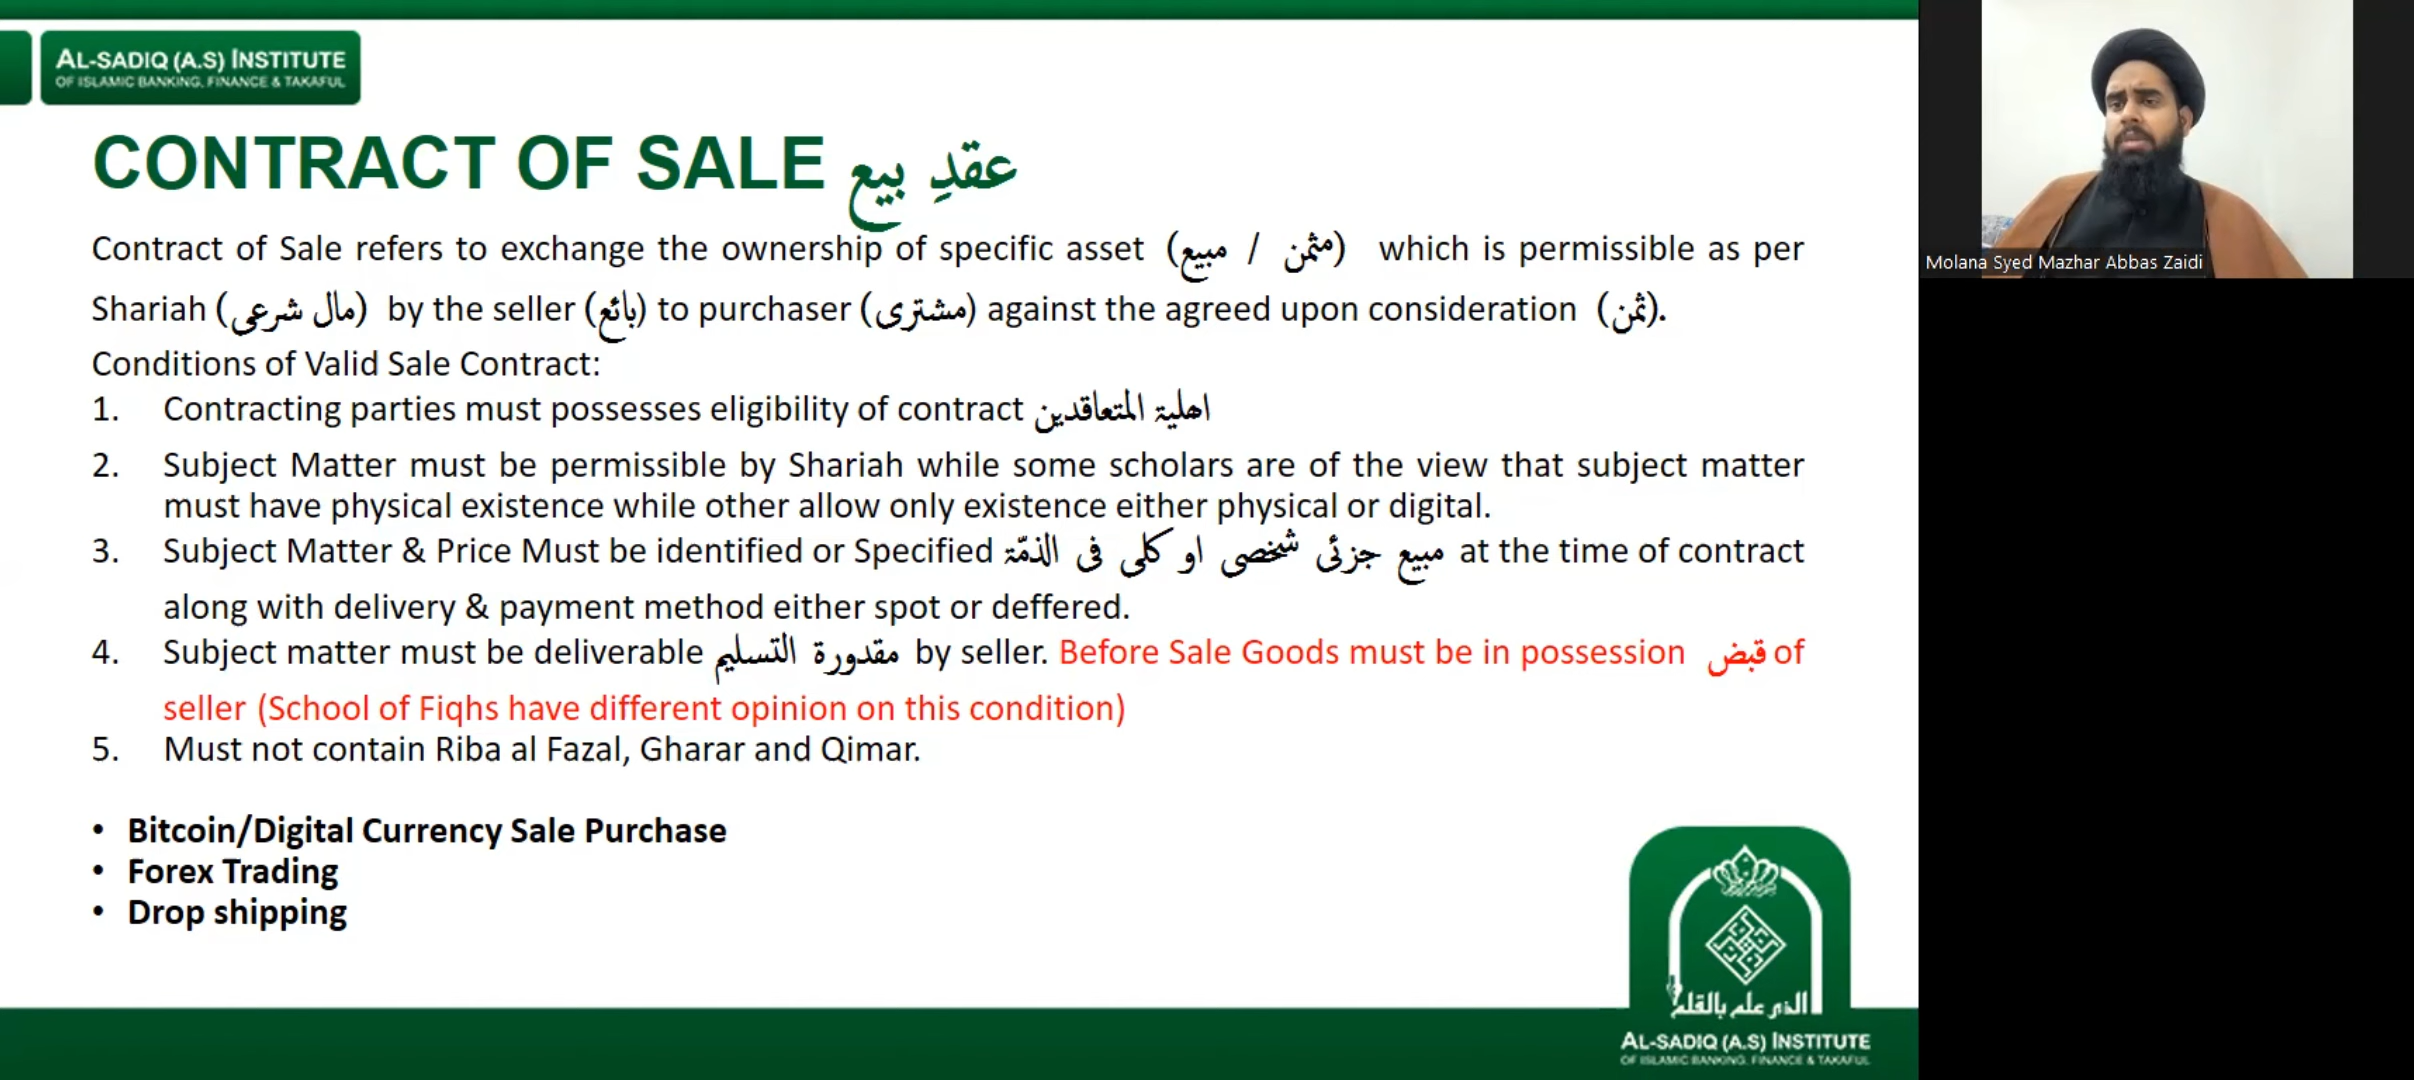 AL-SADIQ (A.S) INSTITUTE
OF ISLAMIC BANKING, FINANCE & TAKAFUL
CONTRACT OF SALE عقدِ بیع
Contract of Sale refers to exchange the ownership of specific asset (مثمن / مبیع) which is permissible as per
Shariah (مال شرعی) by the seller (بائع) to purchaser (مشتری) against the agreed upon consideration (ثمن).
Conditions of Valid Sale Contract:
1. Contracting parties must possesses eligibility of contract اھلیۃ المتعاقدین
2. Subject Matter must be permissible by Shariah while some scholars are of the view that subject matter
must have physical existence while other allow only existence either physical or digital.
3. Subject Matter & Price Must be identified or Specified مبیع جزئی شخصی او کلی فی الذمّۃ at the time of contract
along with delivery & payment method either spot or deffered.
4. Subject matter must be deliverable مقدورۃ التسلیم by seller. Before Sale Goods must be in possession قبض of
seller (School of Fiqhs have different opinion on this condition)
5. Must not contain Riba al Fazal, Gharar and Qimar.
• Bitcoin/Digital Currency Sale Purchase
• Forex Trading
• Drop shipping
الذی علم بالقلم
AL-SADIQ (A.S) INSTITUTE
OF ISLAMIC BANKING, FINANCE & TAKAFUL
Molana Syed Mazhar Abbas Zaidi